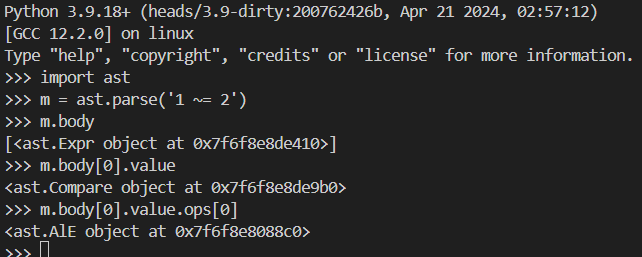 Python 3.9.18+ (heads/3.9-dirty:200762426b, Apr 21 2024, 02:57:12)
[GCC 12.2.0] on linux
Type "help", "copyright", "credits" or "license" for more information.
>>> import ast
>>> m = ast.parse('1 ~= 2')
>>> m.body
[<ast.Expr object at 0x7f6f8e8de410>]
>>> m.body[0].value
<ast.Compare object at 0x7f6f8e8de9b0>
>>> m.body[0].value.ops[0]
<ast.AlE object at 0x7f6f8e8088c0>
>>>